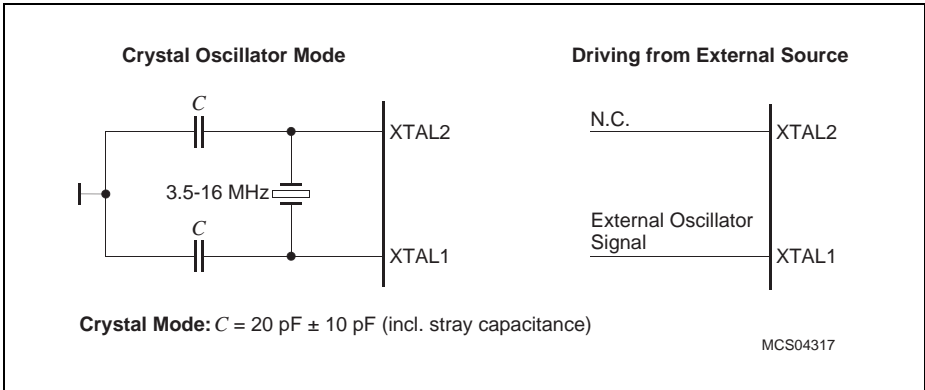 Crystal Oscillator Mode
Driving from External Source
C
XTAL2
N.C.
XTAL2
3.5-16 MHz
C
XTAL1
External Oscillator
Signal
XTAL1
Crystal Mode: C = 20 pF ± 10 pF (incl. stray capacitance)
MCS04317